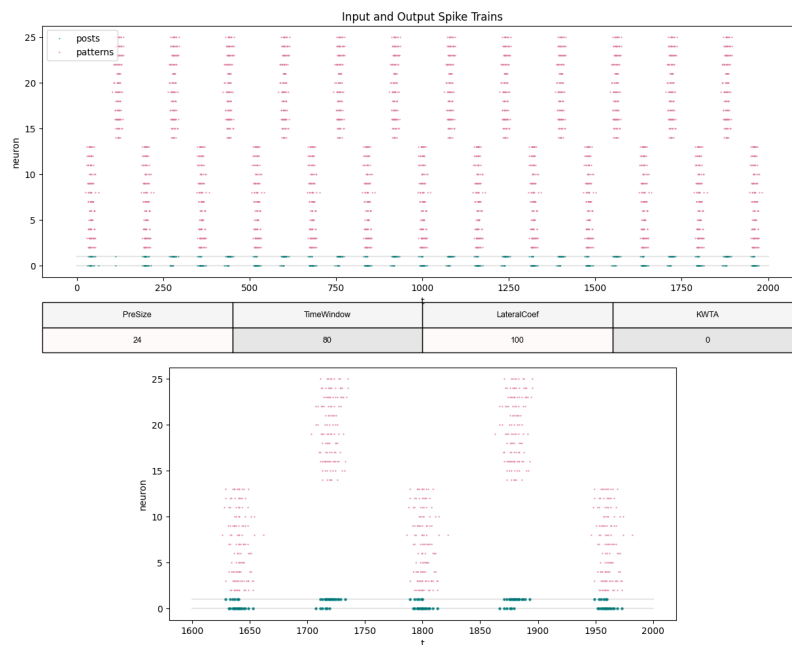 Input and Output Spike Trains
posts
patterns
25
20
15
10
5
0
neuron
0 250 500 750 1000 1250 1500 1750 2000
t
PreSize TimeWindow LateralCoef KWTA
24 80 100 0
25
20
15
10
5
0
neuron
1600 1650 1700 1750 1800 1850 1900 1950 2000
t